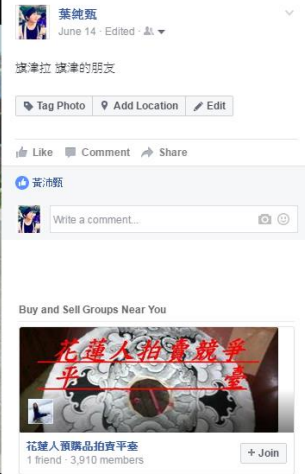 葉純甄
June 14 · Edited ·
旗津拉 旗津的朋友
Tag Photo
Add Location
Edit
Like
Comment
Share
黃沛甄
Write a comment...
Buy and Sell Groups Near You
花蓮人拍賣競爭
平
臺
花蓮人預購品拍賣平臺
1 friend · 3,910 members
+ Join